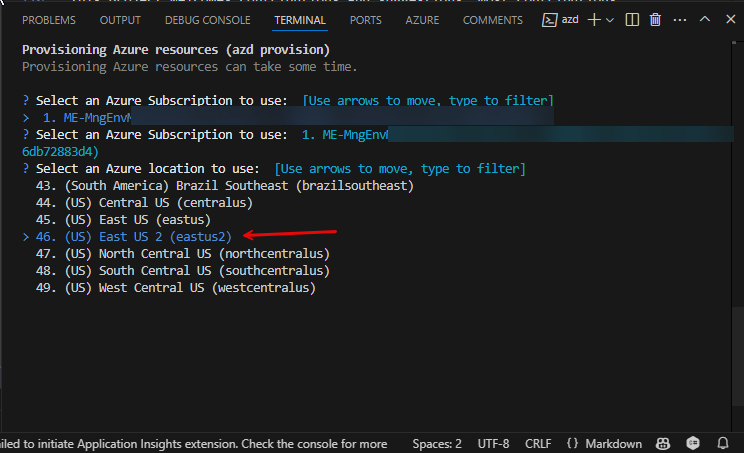 PROBLEMS OUTPUT DEBUG CONSOLE TERMINAL PORTS AZURE COMMENTS azd
Provisioning Azure resources (azd provision)
Provisioning Azure resources can take some time.
? Select an Azure Subscription to use: [Use arrows to move, type to filter]
> 1. ME-MngEnv
? Select an Azure Subscription to use: 1. ME-MngEnv
6db72883d4)
? Select an Azure location to use: [Use arrows to move, type to filter]
43. (South America) Brazil Southeast (brazilsoutheast)
44. (US) Central US (centralus)
45. (US) East US (eastus)
> 46. (US) East US 2 (eastus2)
47. (US) North Central US (northcentralus)
48. (US) South Central US (southcentralus)
49. (US) West Central US (westcentralus)
ailed to initiate Application Insights extension. Check the console for more Spaces: 2 UTF-8 CRLF {} Markdown